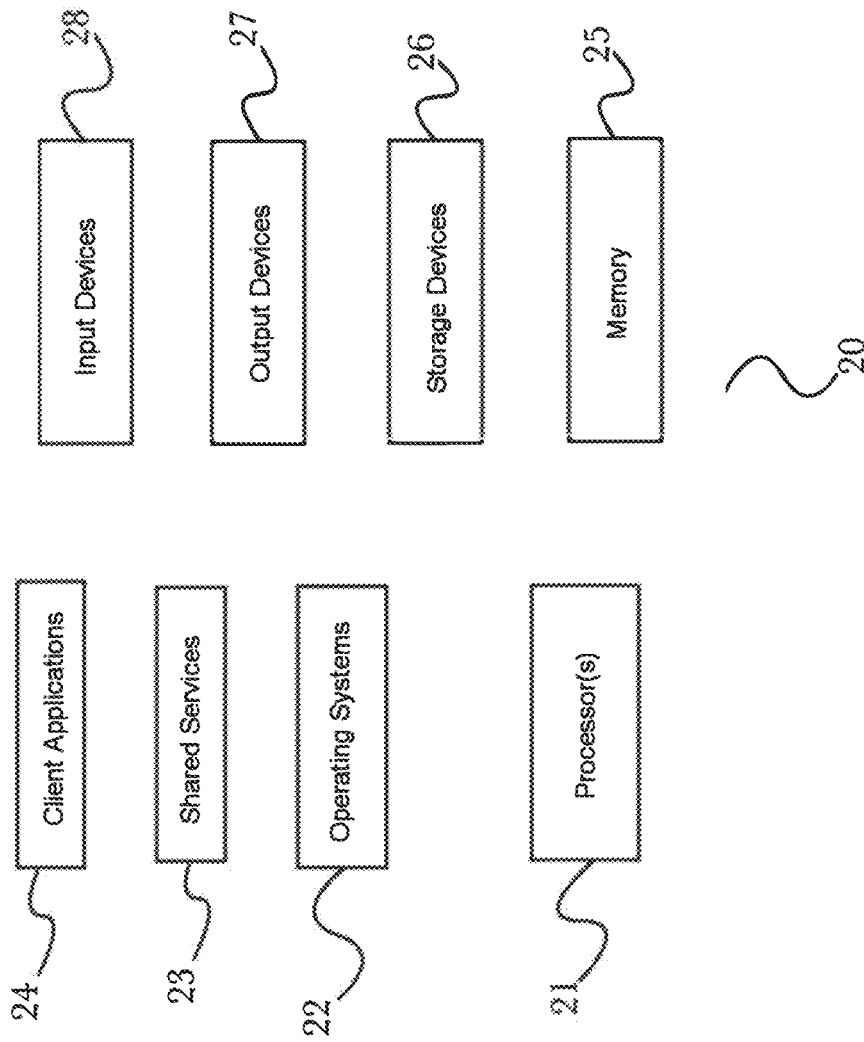 24 Client Applications Input Devices 28
23 Shared Services Output Devices 27
22 Operating Systems Storage Devices 26
21 Processor(s) Memory 25
20